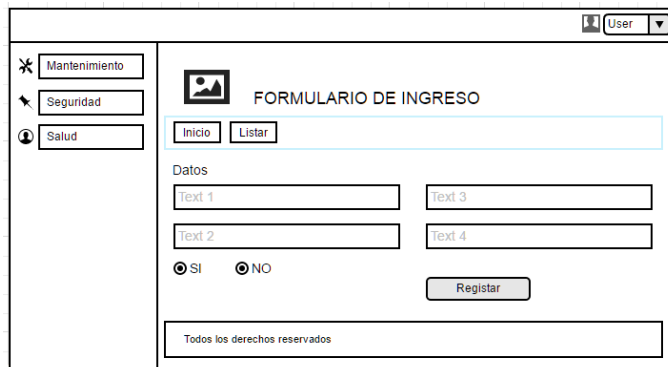 User
Mantenimiento
Seguridad
Salud
FORMULARIO DE INGRESO
Inicio Listar
Datos
Text 1 Text 3
Text 2 Text 4
SI NO
Registar
Todos los derechos reservados